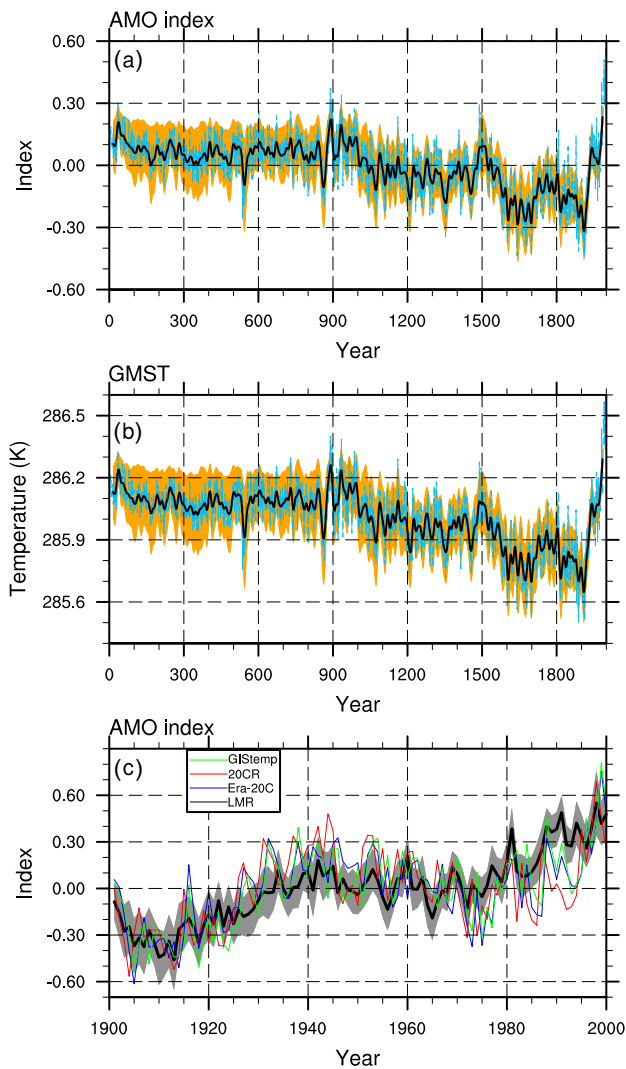 AMO index
(a)
0.60
0.30
0.00
-0.30
-0.60
Index
0 300 600 900 1200 1500 1800
Year
GMST
(b)
286.5
286.2
285.9
285.6
Temperature (K)
0 300 600 900 1200 1500 1800
Year
AMO index
(c)
GIStemp
20CR
Era-20C
LMR
0.60
0.30
0.00
-0.30
-0.60
Index
1900 1920 1940 1960 1980 2000
Year